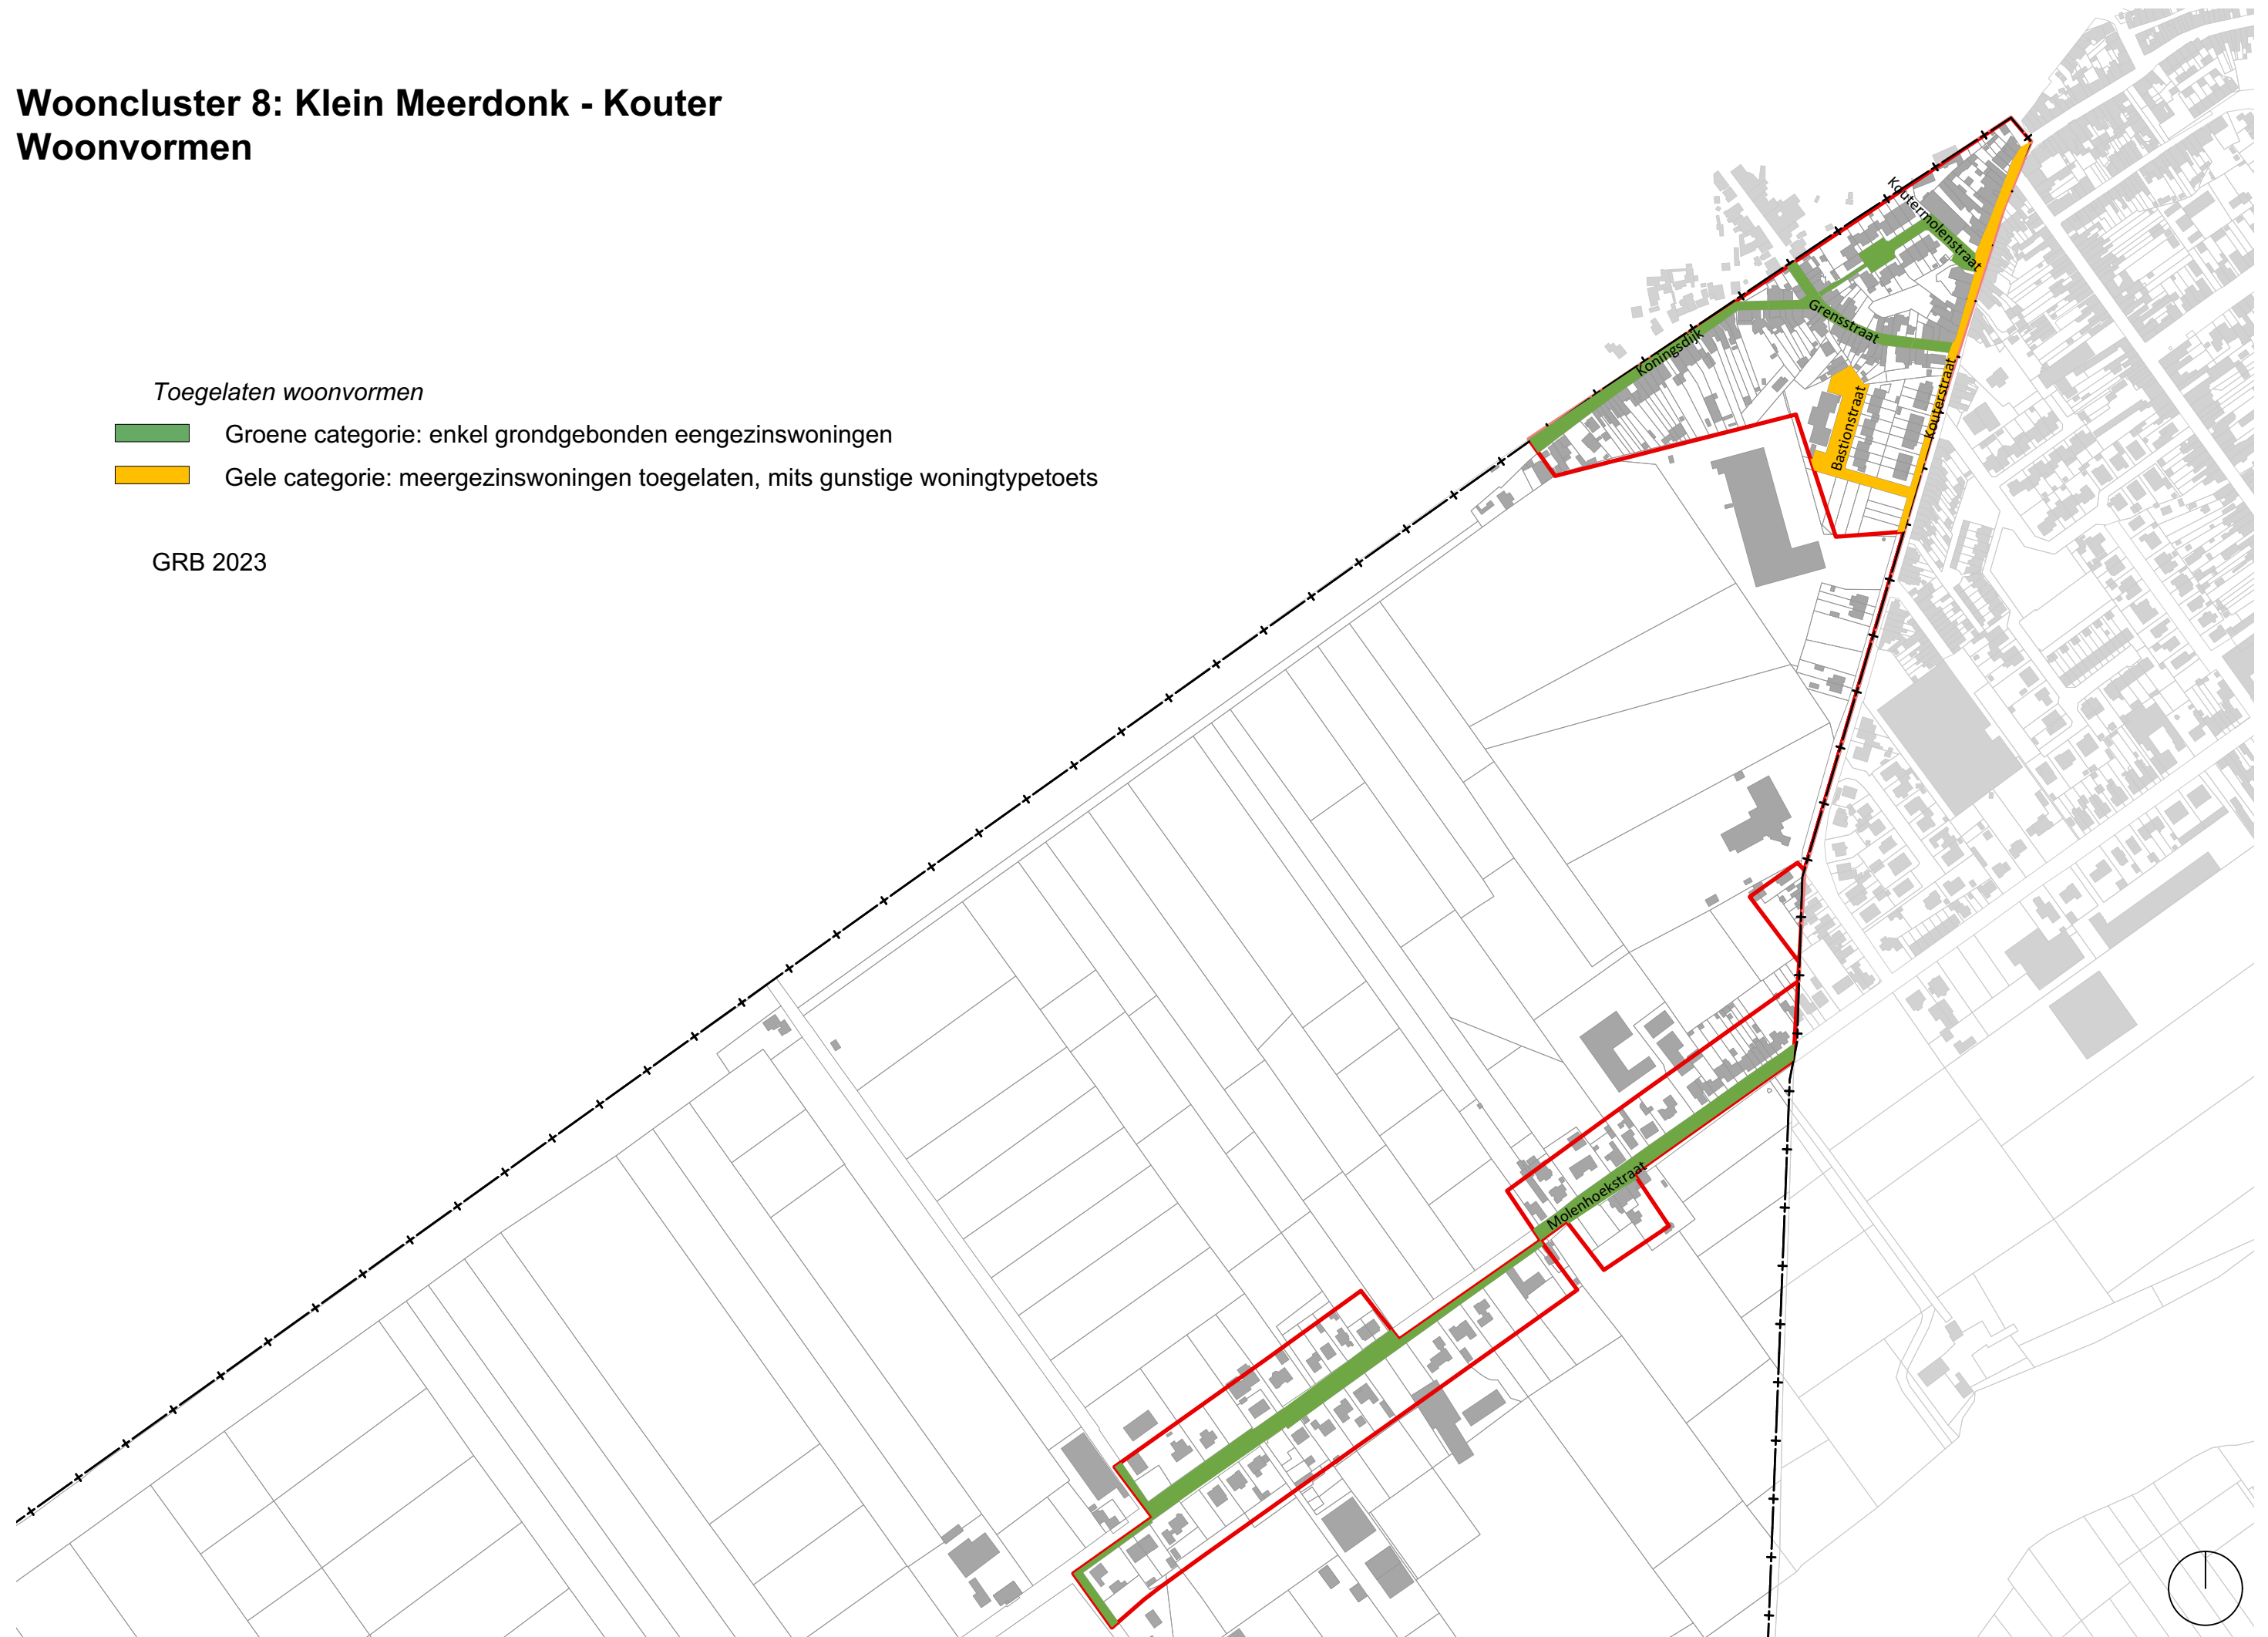 Wooncluster 8: Klein Meerdonk - Kouter
Woonvormen
Toegelaten woonvormen
Groene categorie: enkel grondgebonden eengezinswoningen
Gele categorie: meergezinswoningen toegelaten, mits gunstige woningtypetoets
GRB 2023
Koutermolenstraat
Grensstraat
Koningsdijk
Kouterstraat
Bastionstraat
Molenhoekstraat